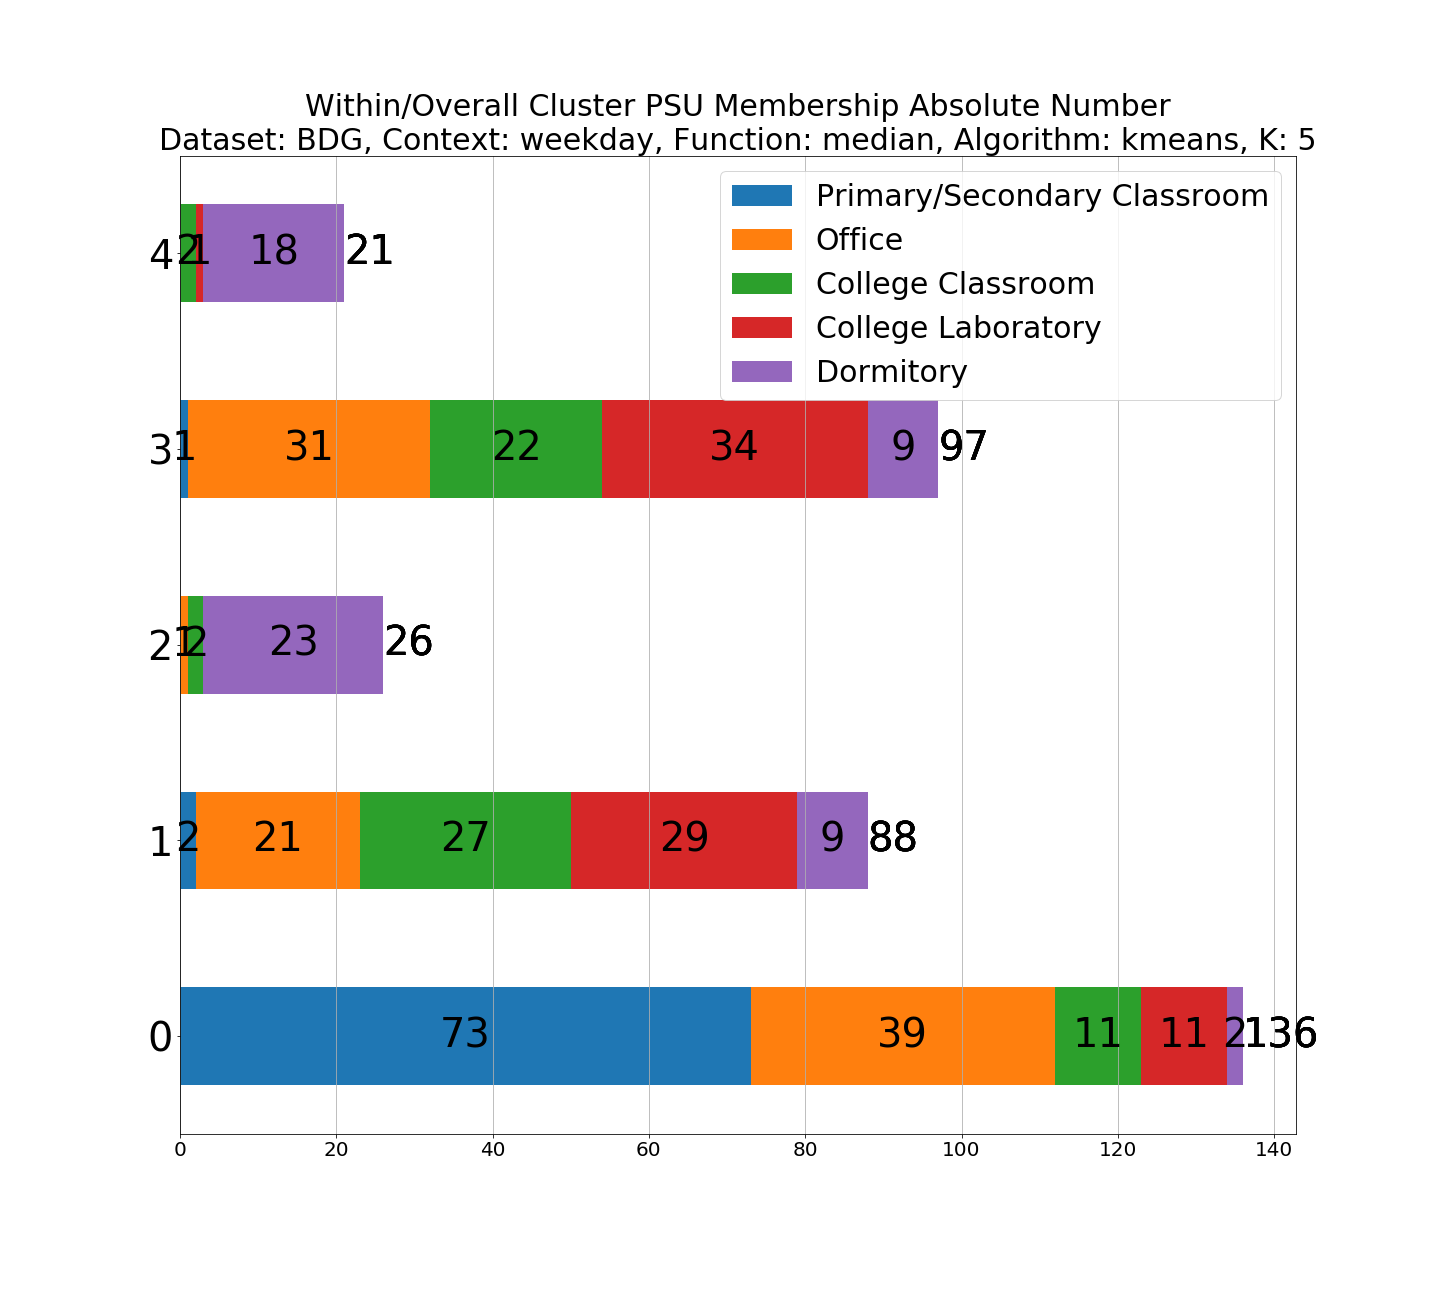 Within/Overall Cluster PSU Membership Absolute Number
Dataset: BDG, Context: weekday, Function: median, Algorithm: kmeans, K: 5
Primary/Secondary Classroom
Office
College Classroom
College Laboratory
Dormitory
4 2 1 18 21
3 1 31 22 34 9 97
2 1 2 23 26
1 2 21 27 29 9 88
0 73 39 11 11 2 136
0 20 40 60 80 100 120 140